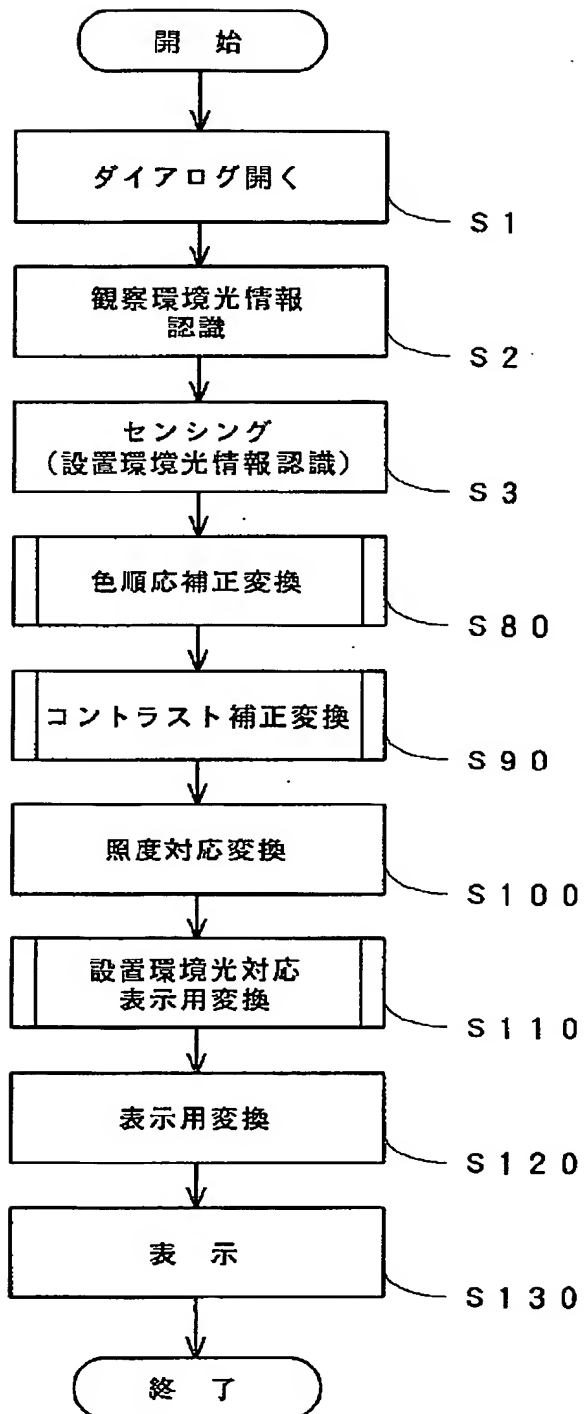 開 始
ダイアログ開く
S1
観察環境光情報
認識
S2
センシング
(設置環境光情報認識)
S3
色順応補正変換
S80
コントラスト補正変換
S90
照度対応変換
S100
設置環境光対応
表示用変換
S110
表示用変換
S120
表 示
S130
終 了